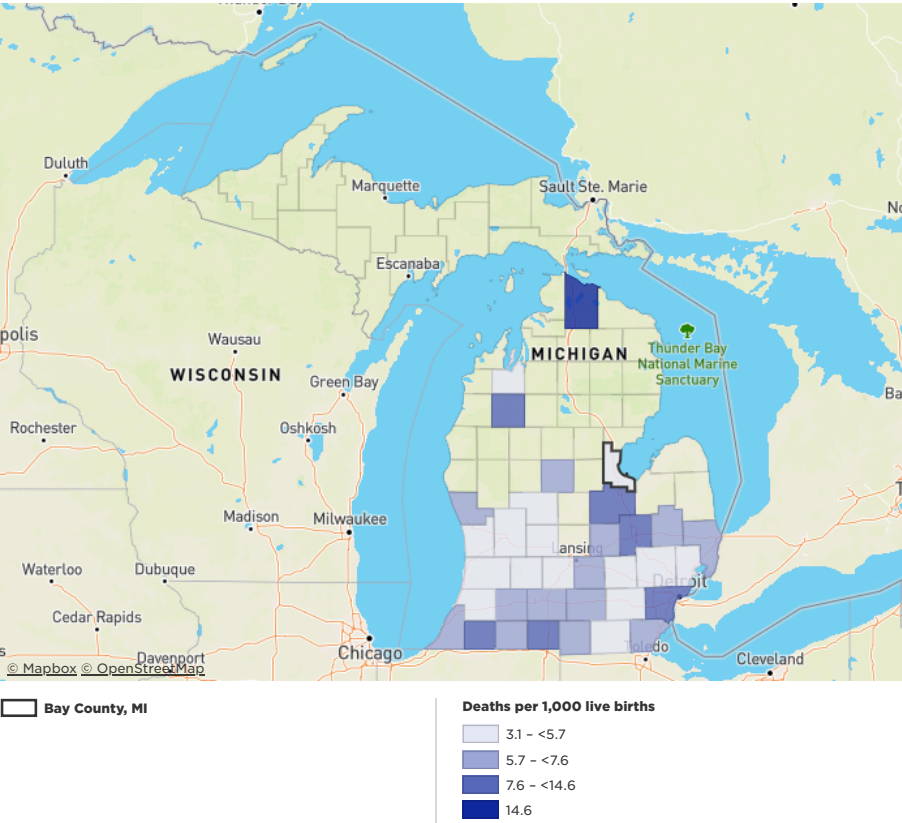 Duluth
Marquette
Sault Ste. Marie
Escanaba
polis
Wausau
WISCONSIN
Green Bay
MICHIGAN
Thunder Bay
National Marine
Sanctuary
Rochester
Oshkosh
Madison
Milwaukee
Lansing
Waterloo
Dubuque
Detroit
Cedar Rapids
Chicago
Toledo
Davenport
Cleveland
© Mapbox © OpenStreetMap
Bay County, MI
Deaths per 1,000 live births
3.1 – <5.7
5.7 – <7.6
7.6 – <14.6
14.6